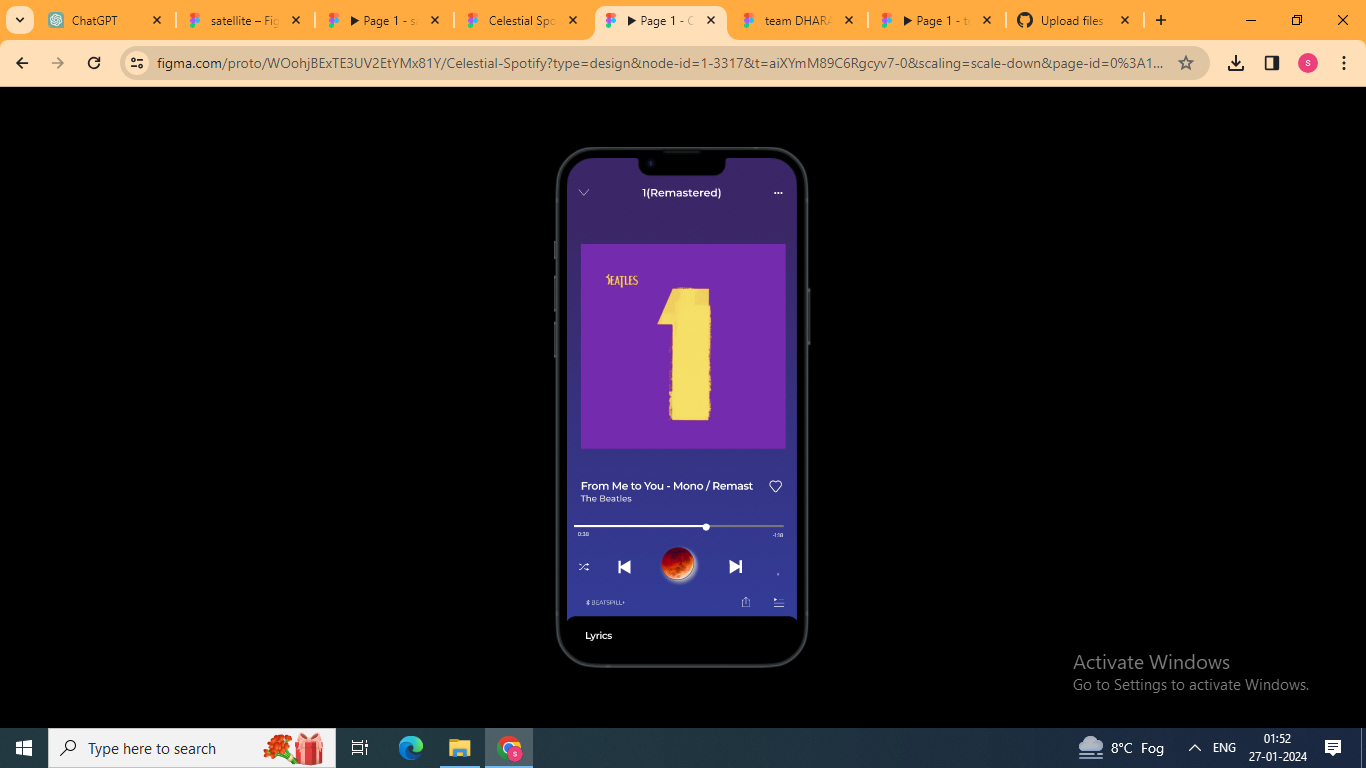 ChatGPT
satellite – Fig
Page 1 - s
Celestial Spo
Page 1 - C
team DHARA
Page 1 - t
Upload files
figma.com/proto/WOohjBExTE3UV2EtYMx81Y/Celestial-Spotify?type=design&node-id=1-3317&t=aiXYmM89C6Rgcyv7-0&scaling=scale-down&page-id=0%3A1...
S
1(Remastered)
BEATLES
1
From Me to You - Mono / Remast
The Beatles
0:38
-1:18
BEATSPILL+
Lyrics
Activate Windows
Go to Settings to activate Windows.
Type here to search
S
8°C Fog
ENG
01:52
27-01-2024